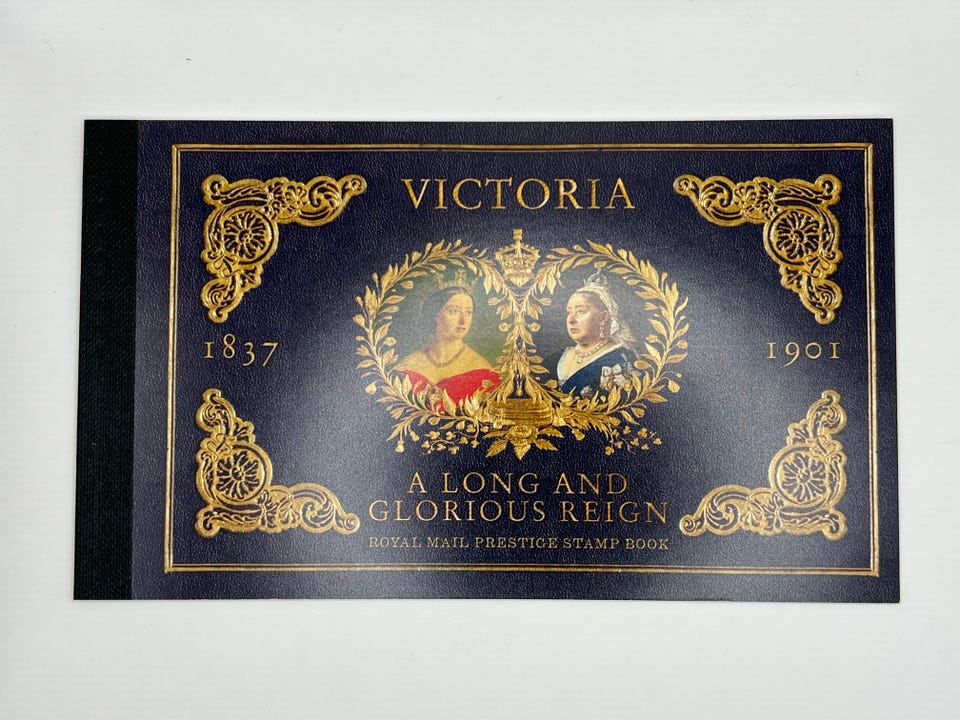 VICTORIA
1837
1901
A LONG AND
GLORIOUS REIGN
ROYAL MAIL PRESTIGE STAMP BOOK